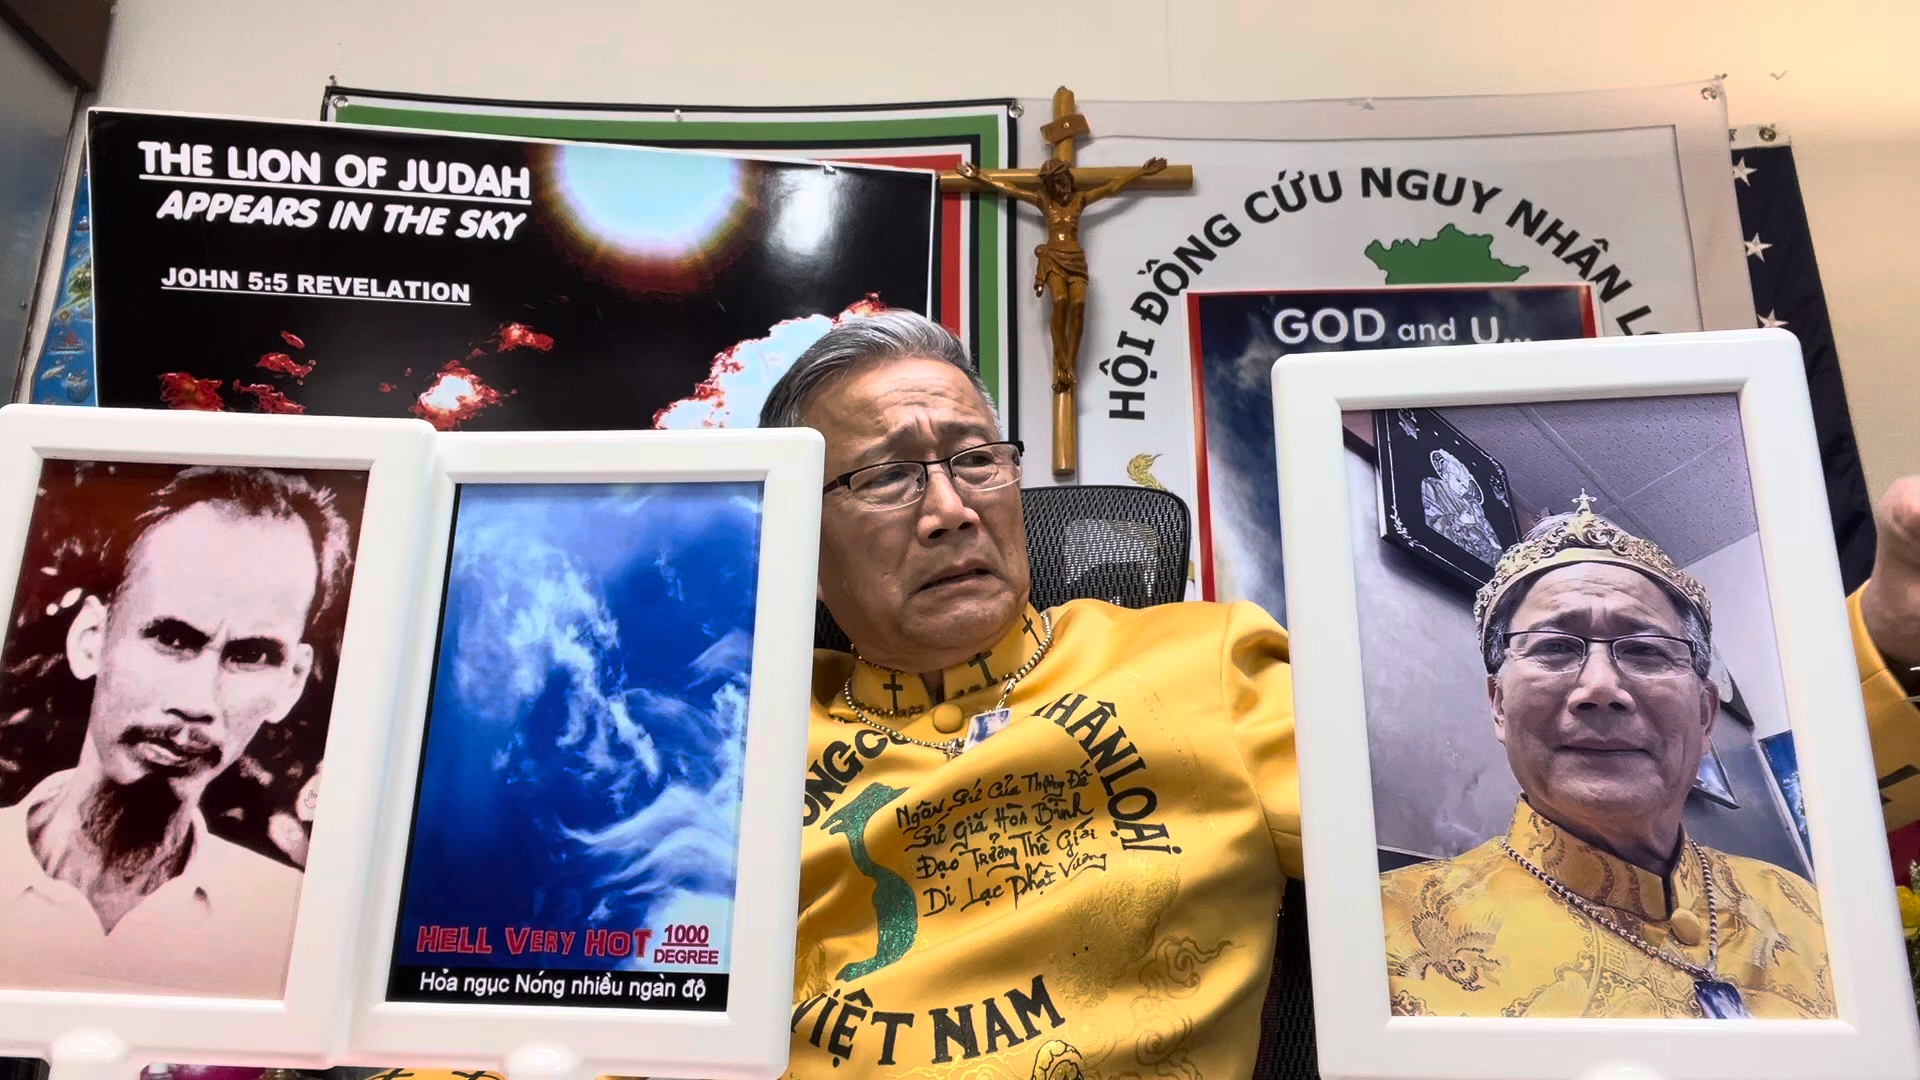 THE LION OF JUDAH
APPEARS IN THE SKY
JOHN 5:5 REVELATION
HỘI ĐỒNG CỨU NGUY NHÂN
GOD and U...
HELL VERY HOT 1000 DEGREE
Hỏa ngục Nóng nhiều ngàn độ
NHÂN LOẠI
Ngôn Sứ Của Thượng Đế
Sứ Giả Hòa Bình
Đạo Trưởng Thế Giới
Di Lạc Phật Vương
VIỆT NAM